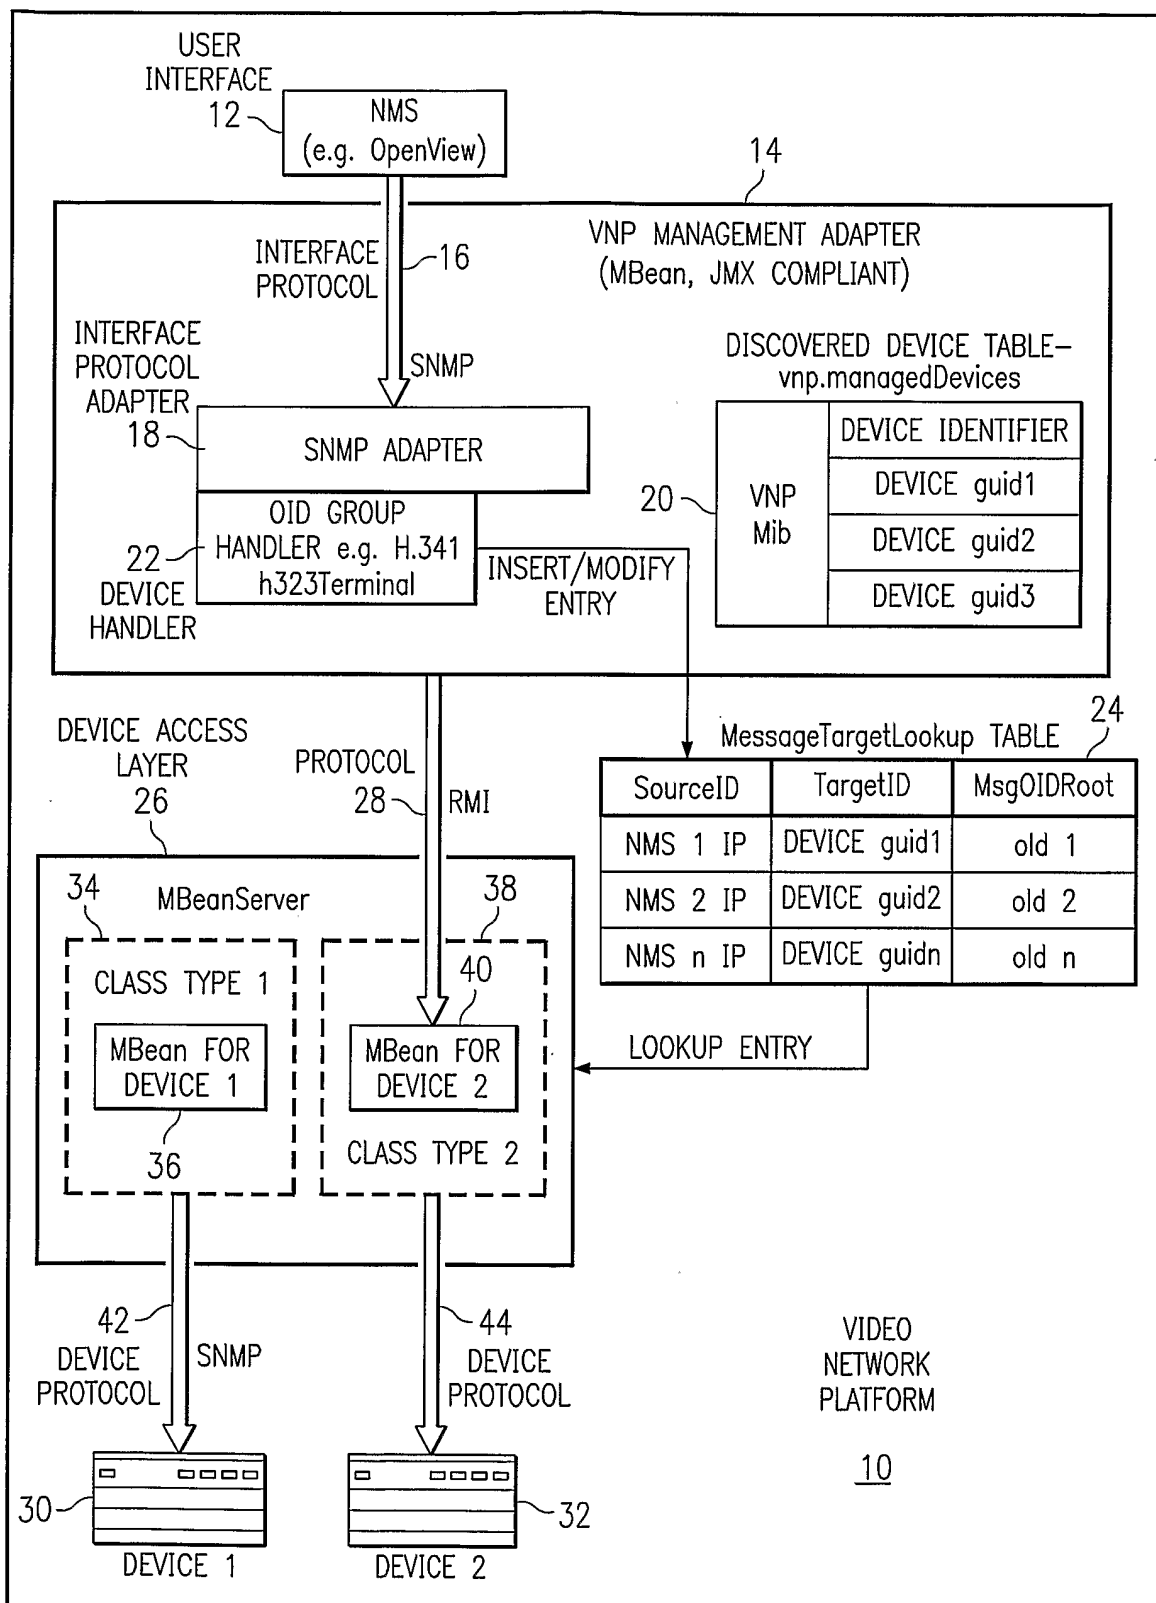 USER
INTERFACE
12
NMS
(e.g. OpenView)
14
VNP MANAGEMENT ADAPTER
(MBean, JMX COMPLIANT)
INTERFACE
PROTOCOL
16
INTERFACE
PROTOCOL
ADAPTER
18
SNMP
SNMP ADAPTER
DISCOVERED DEVICE TABLE–
vnp.managedDevices
20
VNP
Mib
DEVICE IDENTIFIER
DEVICE guid1
DEVICE guid2
DEVICE guid3
OID GROUP
HANDLER e.g. H.341
h323Terminal
22
DEVICE
HANDLER
INSERT/MODIFY
ENTRY
DEVICE ACCESS
LAYER
26
PROTOCOL
28
RMI
24
MessageTargetLookup TABLE
SourceID TargetID MsgOIDRoot
NMS 1 IP DEVICE guid1 old 1
NMS 2 IP DEVICE guid2 old 2
NMS n IP DEVICE guidn old n
LOOKUP ENTRY
MBeanServer
34
CLASS TYPE 1
MBean FOR
DEVICE 1
36
38
40
MBean FOR
DEVICE 2
CLASS TYPE 2
42
DEVICE
PROTOCOL
SNMP
44
DEVICE
PROTOCOL
30
DEVICE 1
32
DEVICE 2
VIDEO
NETWORK
PLATFORM
10